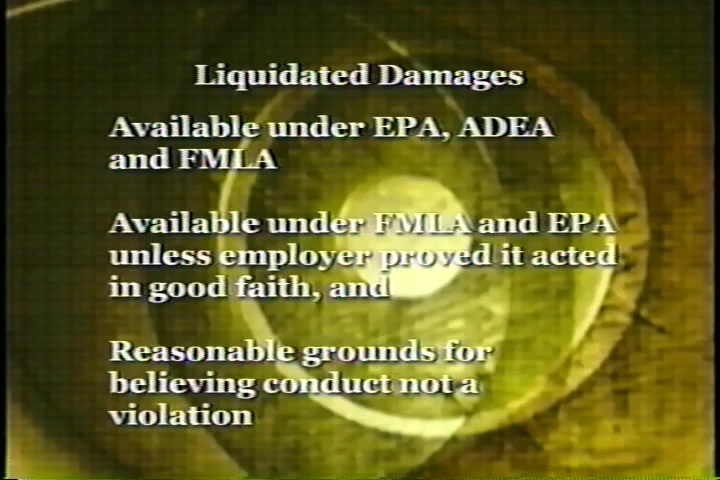 Liquidated Damages
Available under EPA, ADEA
and FMLA
Available under FMLA and EPA
unless employer proved it acted
in good faith, and
Reasonable grounds for
believing conduct not a
violation